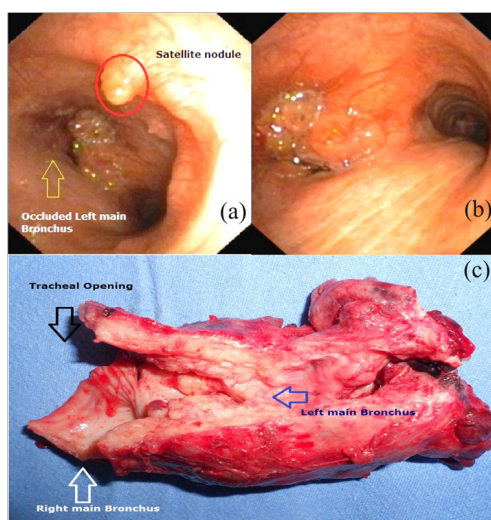 Satellite nodule
Occluded Left main
Bronchus
(a)
(b)
(c)
Tracheal Opening
Left main Bronchus
Right main Bronchus